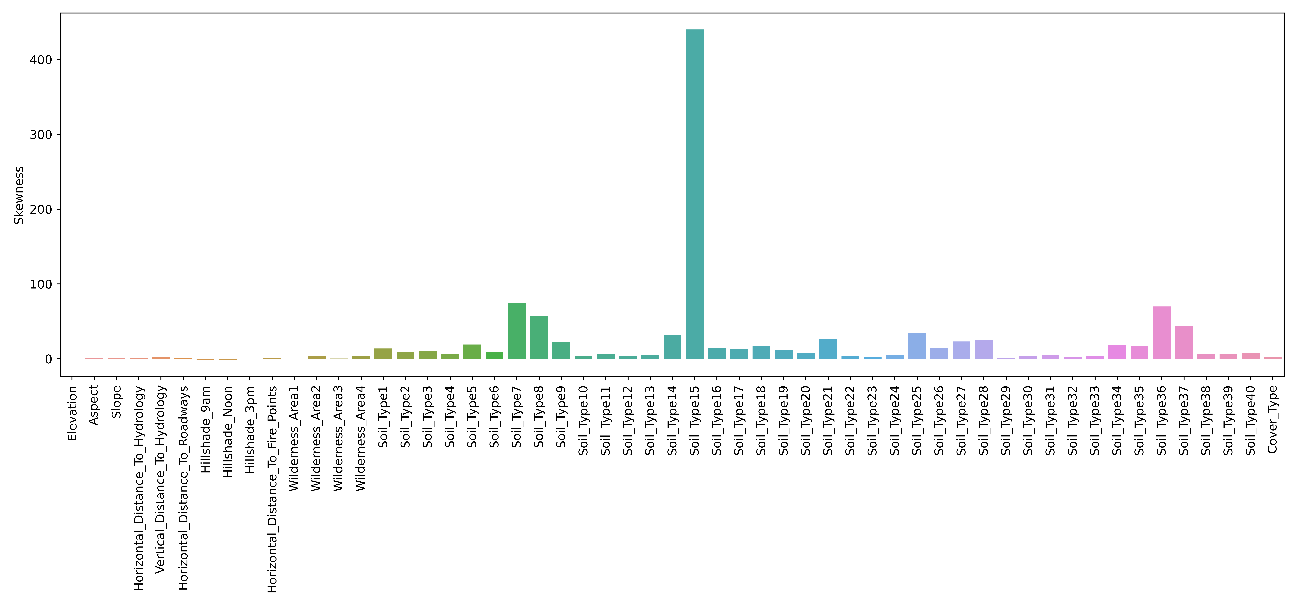 Skewness
400
300
200
100
0
Elevation
Aspect
Slope
Horizontal_Distance_To_Hydrology
Vertical_Distance_To_Hydrology
Horizontal_Distance_To_Roadways
Hillshade_9am
Hillshade_Noon
Hillshade_3pm
Horizontal_Distance_To_Fire_Points
Wilderness_Area1
Wilderness_Area2
Wilderness_Area3
Wilderness_Area4
Soil_Type1
Soil_Type2
Soil_Type3
Soil_Type4
Soil_Type5
Soil_Type6
Soil_Type7
Soil_Type8
Soil_Type9
Soil_Type10
Soil_Type11
Soil_Type12
Soil_Type13
Soil_Type14
Soil_Type15
Soil_Type16
Soil_Type17
Soil_Type18
Soil_Type19
Soil_Type20
Soil_Type21
Soil_Type22
Soil_Type23
Soil_Type24
Soil_Type25
Soil_Type26
Soil_Type27
Soil_Type28
Soil_Type29
Soil_Type30
Soil_Type31
Soil_Type32
Soil_Type33
Soil_Type34
Soil_Type35
Soil_Type36
Soil_Type37
Soil_Type38
Soil_Type39
Soil_Type40
Cover_Type